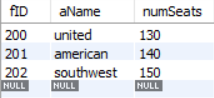 fID aName numSeats
200 united 130
201 american 140
202 southwest 150
NULL NULL NULL